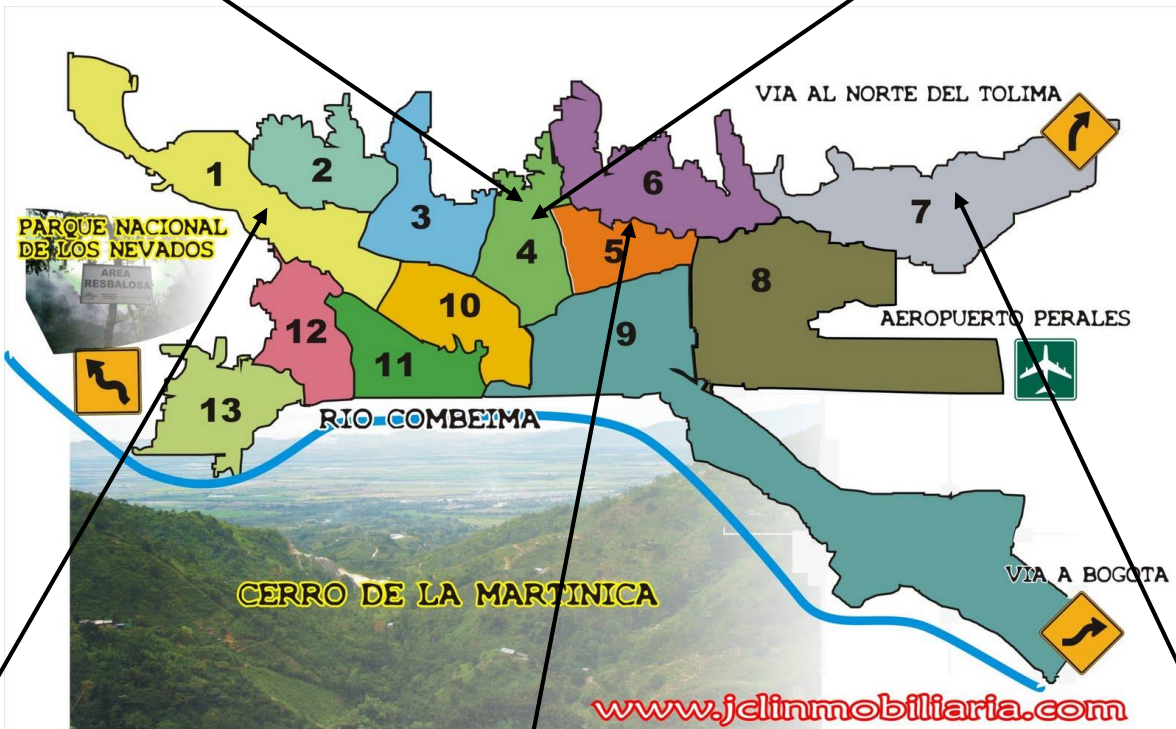 VIA AL NORTE DEL TOLIMA
1
2
3
4
5
6
7
8
9
10
11
12
13
PARQUE NACIONAL
DE LOS NEVADOS
AREA
RESBALOSA
AEROPUERTO PERALES
RIO COMBEIMA
CERRO DE LA MARTINICA
VIA A BOGOTA
www.jclinmobiliaria.com